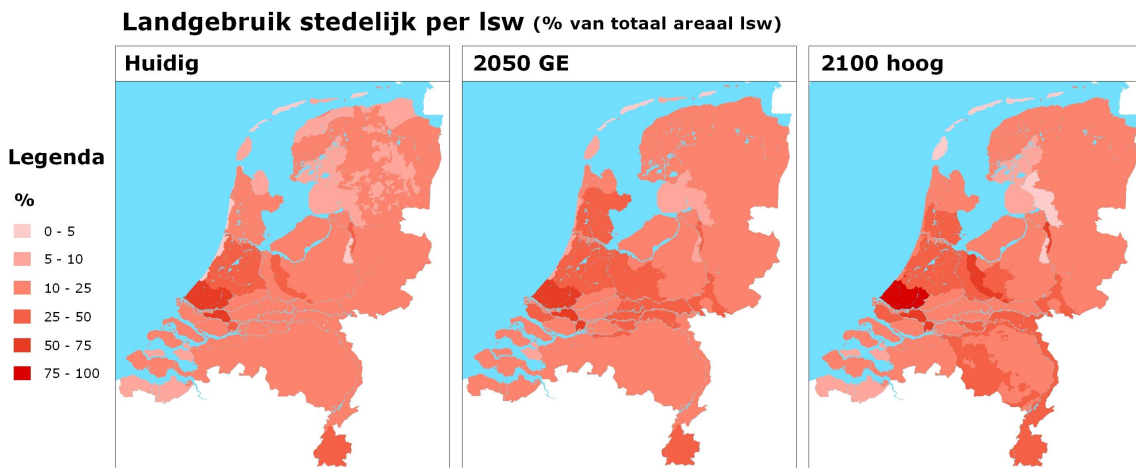 Landgebruik stedelijk per lsw (% van totaal areaal lsw)
Huidig
2050 GE
2100 hoog
Legenda
%
0 - 5
5 - 10
10 - 25
25 - 50
50 - 75
75 - 100